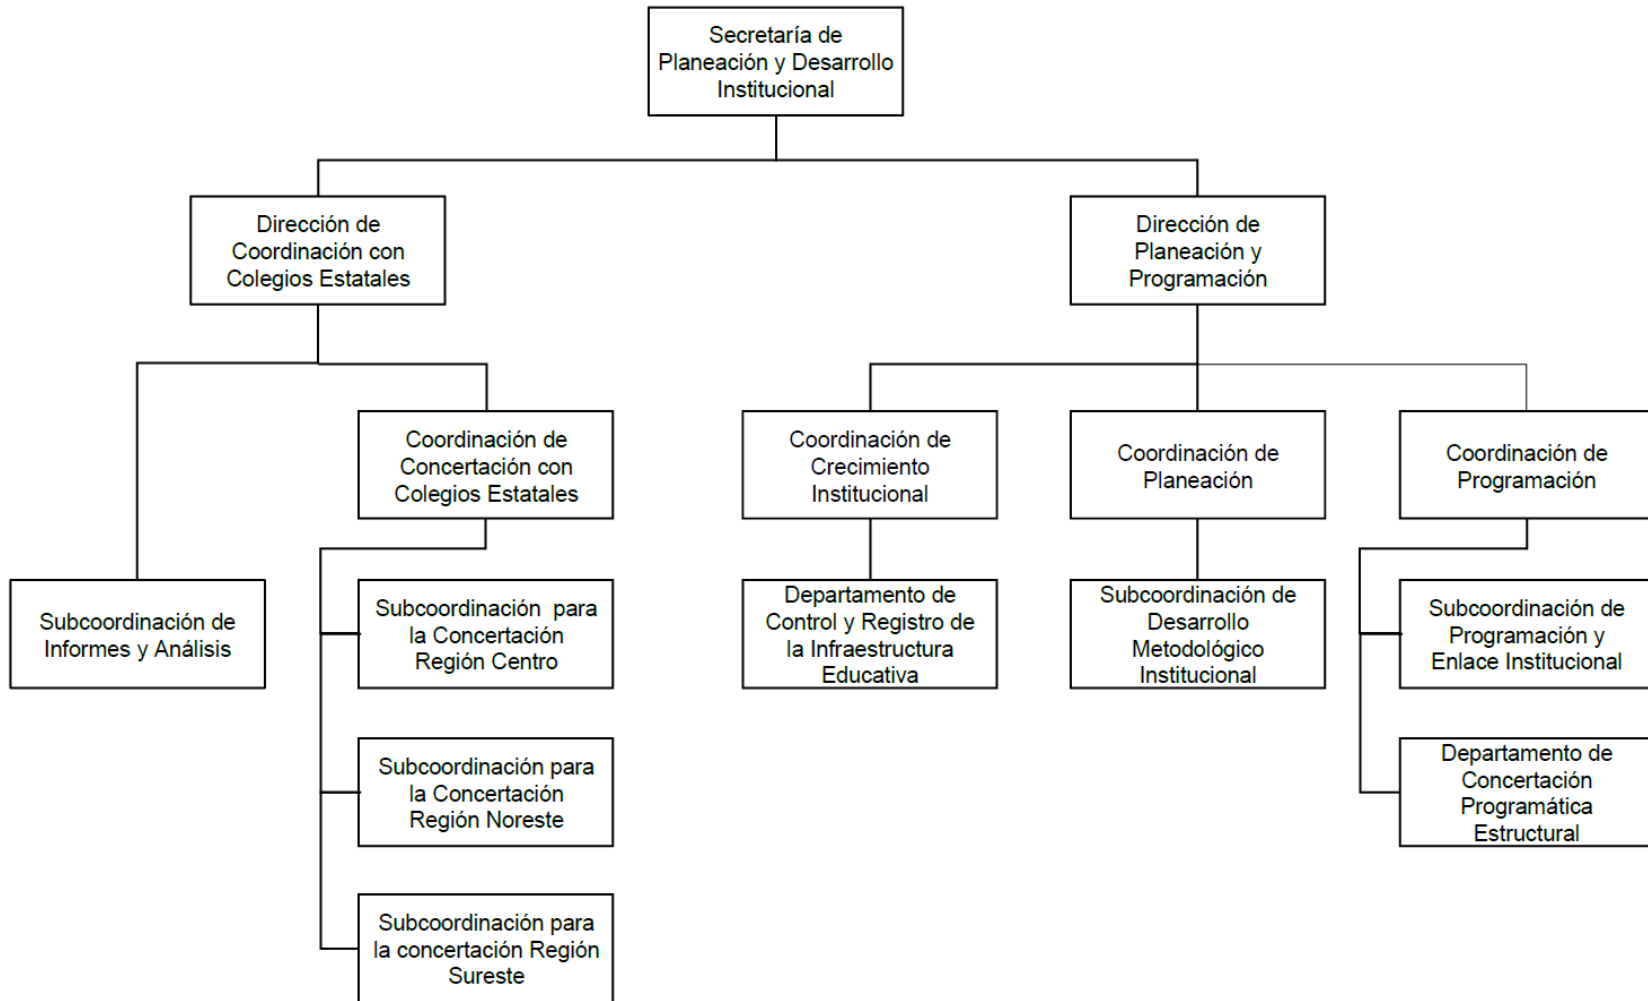 Secretaría de
Planeación y Desarrollo
Institucional
Dirección de
Coordinación con
Colegios Estatales
Dirección de
Planeación y
Programación
Coordinación de
Concertación con
Colegios Estatales
Coordinación de
Crecimiento
Institucional
Coordinación de
Planeación
Coordinación de
Programación
Subcoordinación de
Informes y Análisis
Subcoordinación  para
la Concertación
Región Centro
Departamento de
Control y Registro de
la Infraestructura
Educativa
Subcoordinación de
Desarrollo
Metodológico
Institucional
Subcoordinación de
Programación y
Enlace Institucional
Subcoordinación para
la Concertación
Región Noreste
Departamento de
Concertación
Programática
Estructural
Subcoordinación para
la concertación Región
Sureste